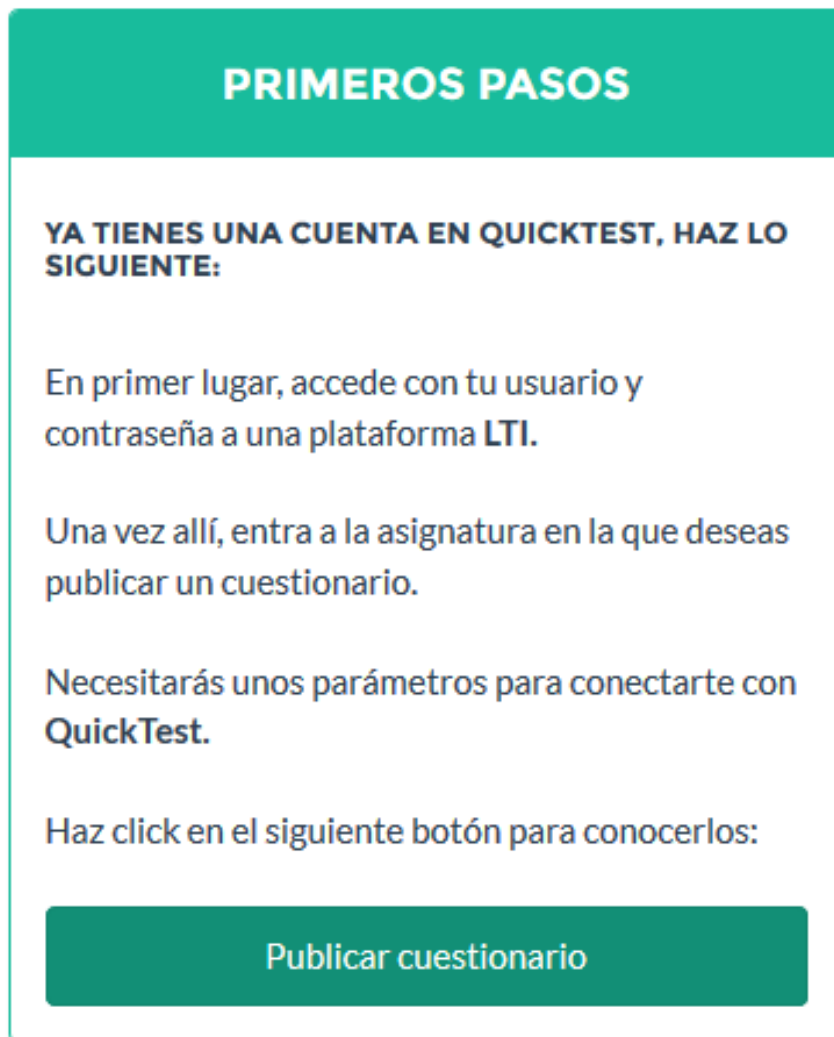 PRIMEROS PASOS
YA TIENES UNA CUENTA EN QUICKTEST, HAZ LO
SIGUIENTE:
En primer lugar, accede con tu usuario y
contraseña a una plataforma LTI.
Una vez allí, entra a la asignatura en la que deseas
publicar un cuestionario.
Necesitarás unos parámetros para conectarte con
QuickTest.
Haz click en el siguiente botón para conocerlos:
Publicar cuestionario